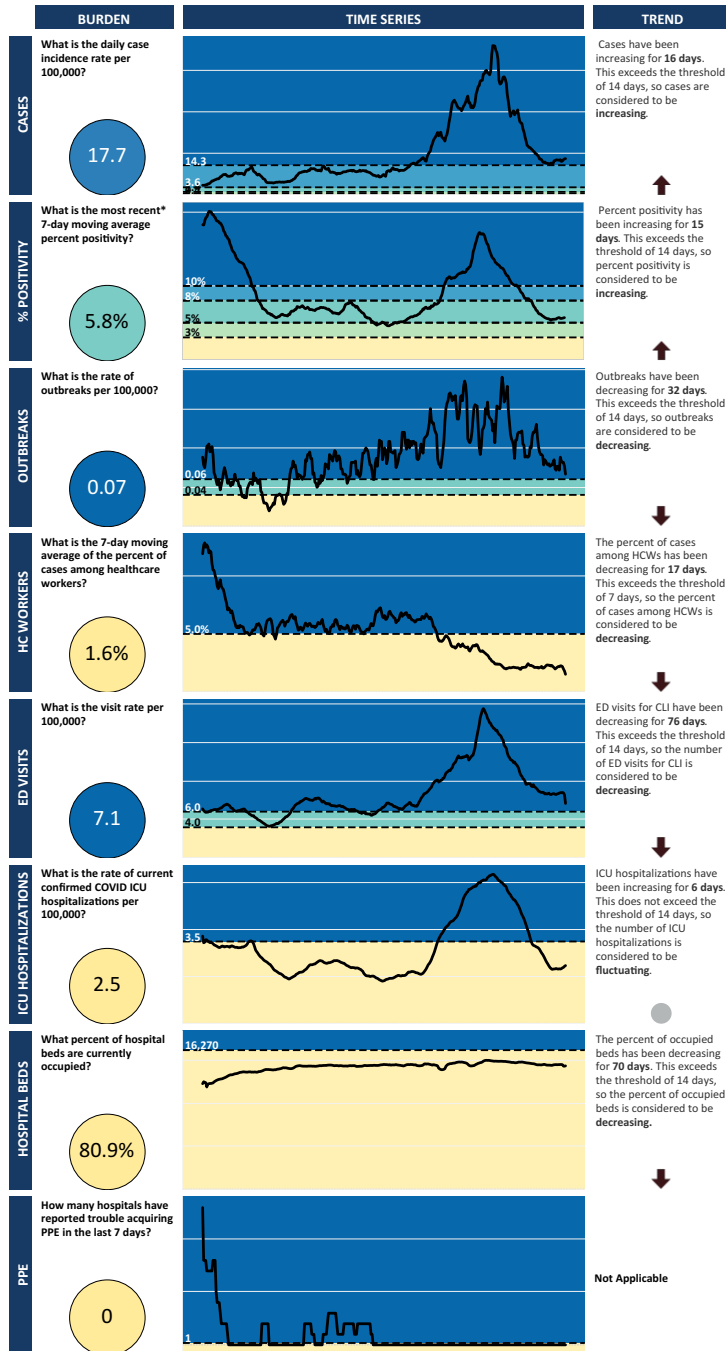 BURDEN
TIME SERIES
TREND
CASES
What is the daily case
incidence rate per
100,000?
17.7
14.3
3.6
Cases have been
increasing for 16 days.
This exceeds the threshold
of 14 days, so cases are
considered to be
increasing.
% POSITIVITY
What is the most recent*
7-day moving average
percent positivity?
5.8%
10%
8%
5%
3%
Percent positivity has
been increasing for 15
days. This exceeds the
threshold of 14 days, so
percent positivity is
considered to be
increasing.
OUTBREAKS
What is the rate of
outbreaks per 100,000?
0.07
0.06
0.04
Outbreaks have been
decreasing for 32 days.
This exceeds the threshold
of 14 days, so outbreaks
are considered to be
decreasing.
HC WORKERS
What is the 7-day moving
average of the percent of
cases among healthcare
workers?
1.6%
5.0%
The percent of cases
among HCWs has been
decreasing for 17 days.
This exceeds the threshold
of 7 days, so the percent
of cases among HCWs is
considered to be
decreasing.
ED VISITS
What is the visit rate per
100,000?
7.1
6.0
4.0
ED visits for CLI have been
decreasing for 76 days.
This exceeds the threshold
of 14 days, so the number
of ED visits for CLI is
considered to be
decreasing.
ICU HOSPITALIZATIONS
What is the rate of current
confirmed COVID ICU
hospitalizations per
100,000?
2.5
3.5
ICU hospitalizations have
been increasing for 6 days.
This does not exceed the
threshold of 14 days, so
the number of ICU
hospitalizations is
considered to be
fluctuating.
HOSPITAL BEDS
What percent of hospital
beds are currently
occupied?
80.9%
16,270
The percent of occupied
beds has been decreasing
for 70 days. This exceeds
the threshold of 14 days,
so the percent of occupied
beds is considered to be
decreasing.
PPE
How many hospitals have
reported trouble acquiring
PPE in the last 7 days?
0
1
Not Applicable